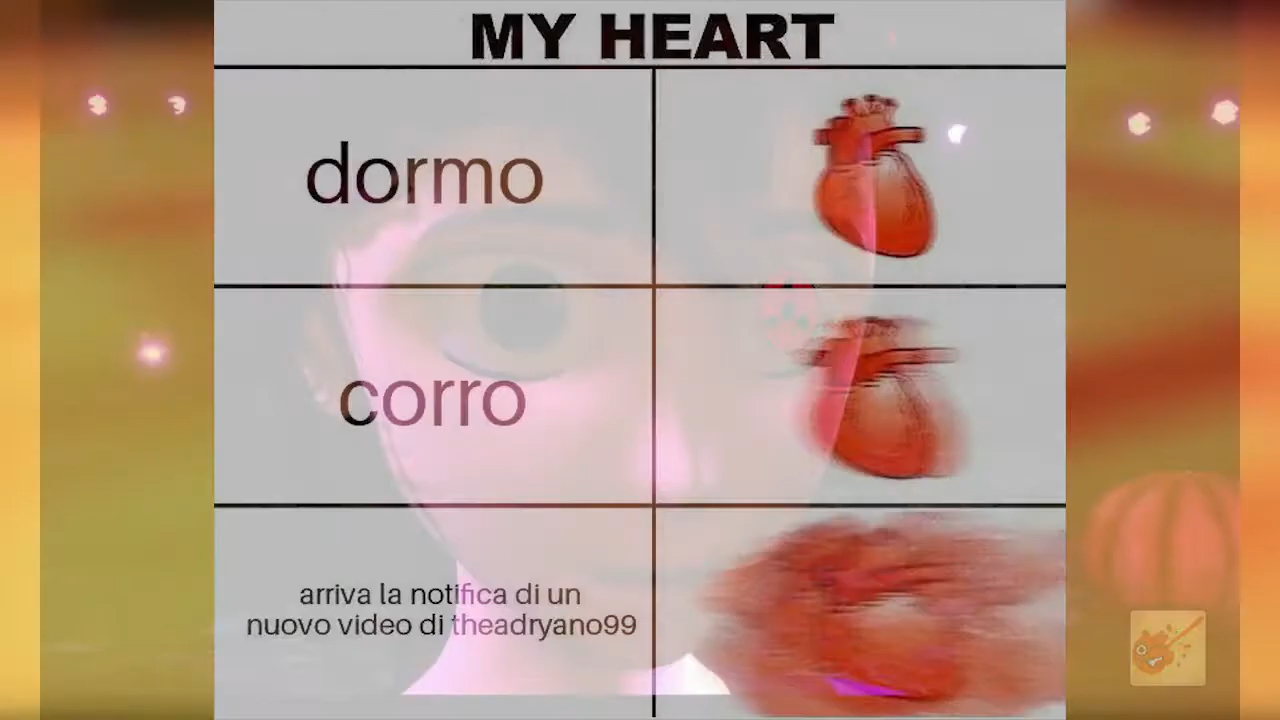 MY HEART
dormo
corro
arriva la notifica di un
nuovo video di theadryano99